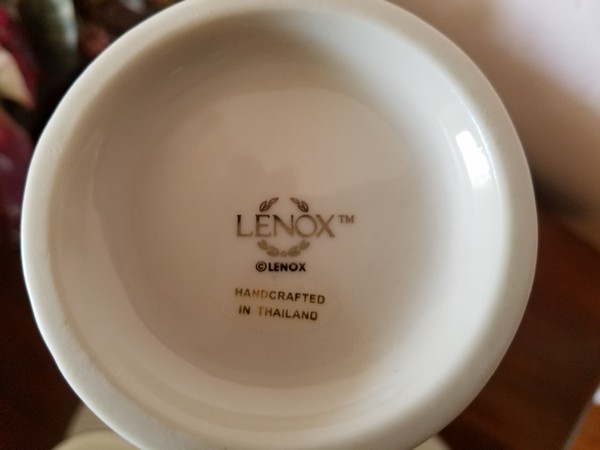 LENOX™
©LENOX
HANDCRAFTED
IN THAILAND